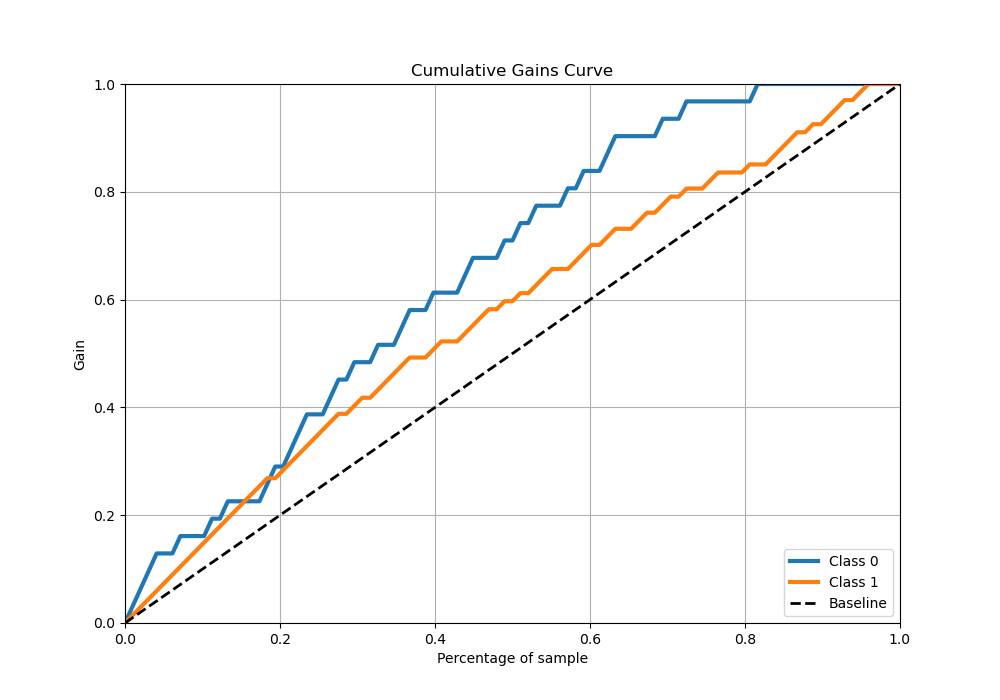 Cumulative Gains Curve
1.0
0.8
0.6
0.4
0.2
0.0
Gain
0.0 0.2 0.4 0.6 0.8 1.0
Percentage of sample
Class 0
Class 1
Baseline